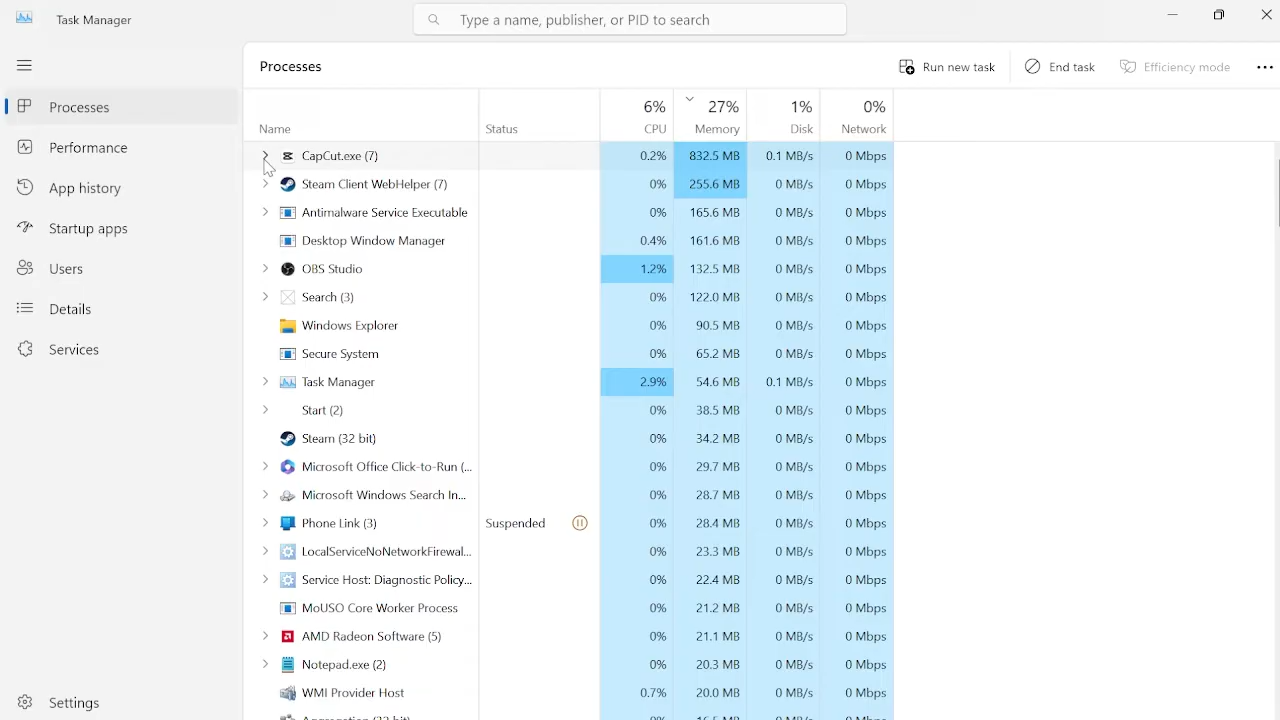 Task Manager
Type a name, publisher, or PID to search
Processes
Run new task
End task
Efficiency mode
Processes
Performance
App history
Startup apps
Users
Details
Services
Settings
6% 27% 1% 0%
Name Status CPU Memory Disk Network
CapCut.exe (7) 0.2% 832.5 MB 0.1 MB/s 0 Mbps
Steam Client WebHelper (7) 0% 255.6 MB 0 MB/s 0 Mbps
Antimalware Service Executable 0% 165.6 MB 0 MB/s 0 Mbps
Desktop Window Manager 0.4% 161.6 MB 0 MB/s 0 Mbps
OBS Studio 1.2% 132.5 MB 0 MB/s 0 Mbps
Search (3) 0% 122.0 MB 0 MB/s 0 Mbps
Windows Explorer 0% 90.5 MB 0 MB/s 0 Mbps
Secure System 0% 65.2 MB 0 MB/s 0 Mbps
Task Manager 2.9% 54.6 MB 0.1 MB/s 0 Mbps
Start (2) 0% 38.5 MB 0 MB/s 0 Mbps
Steam (32 bit) 0% 34.2 MB 0 MB/s 0 Mbps
Microsoft Office Click-to-Run (... 0% 29.7 MB 0 MB/s 0 Mbps
Microsoft Windows Search In... 0% 28.7 MB 0 MB/s 0 Mbps
Phone Link (3) Suspended 0% 28.4 MB 0 MB/s 0 Mbps
LocalServiceNoNetworkFirewal... 0% 23.3 MB 0 MB/s 0 Mbps
Service Host: Diagnostic Policy... 0% 22.4 MB 0 MB/s 0 Mbps
MoUSO Core Worker Process 0% 21.2 MB 0 MB/s 0 Mbps
AMD Radeon Software (5) 0% 21.1 MB 0 MB/s 0 Mbps
Notepad.exe (2) 0% 20.3 MB 0 MB/s 0 Mbps
WMI Provider Host 0.7% 20.0 MB 0 MB/s 0 Mbps